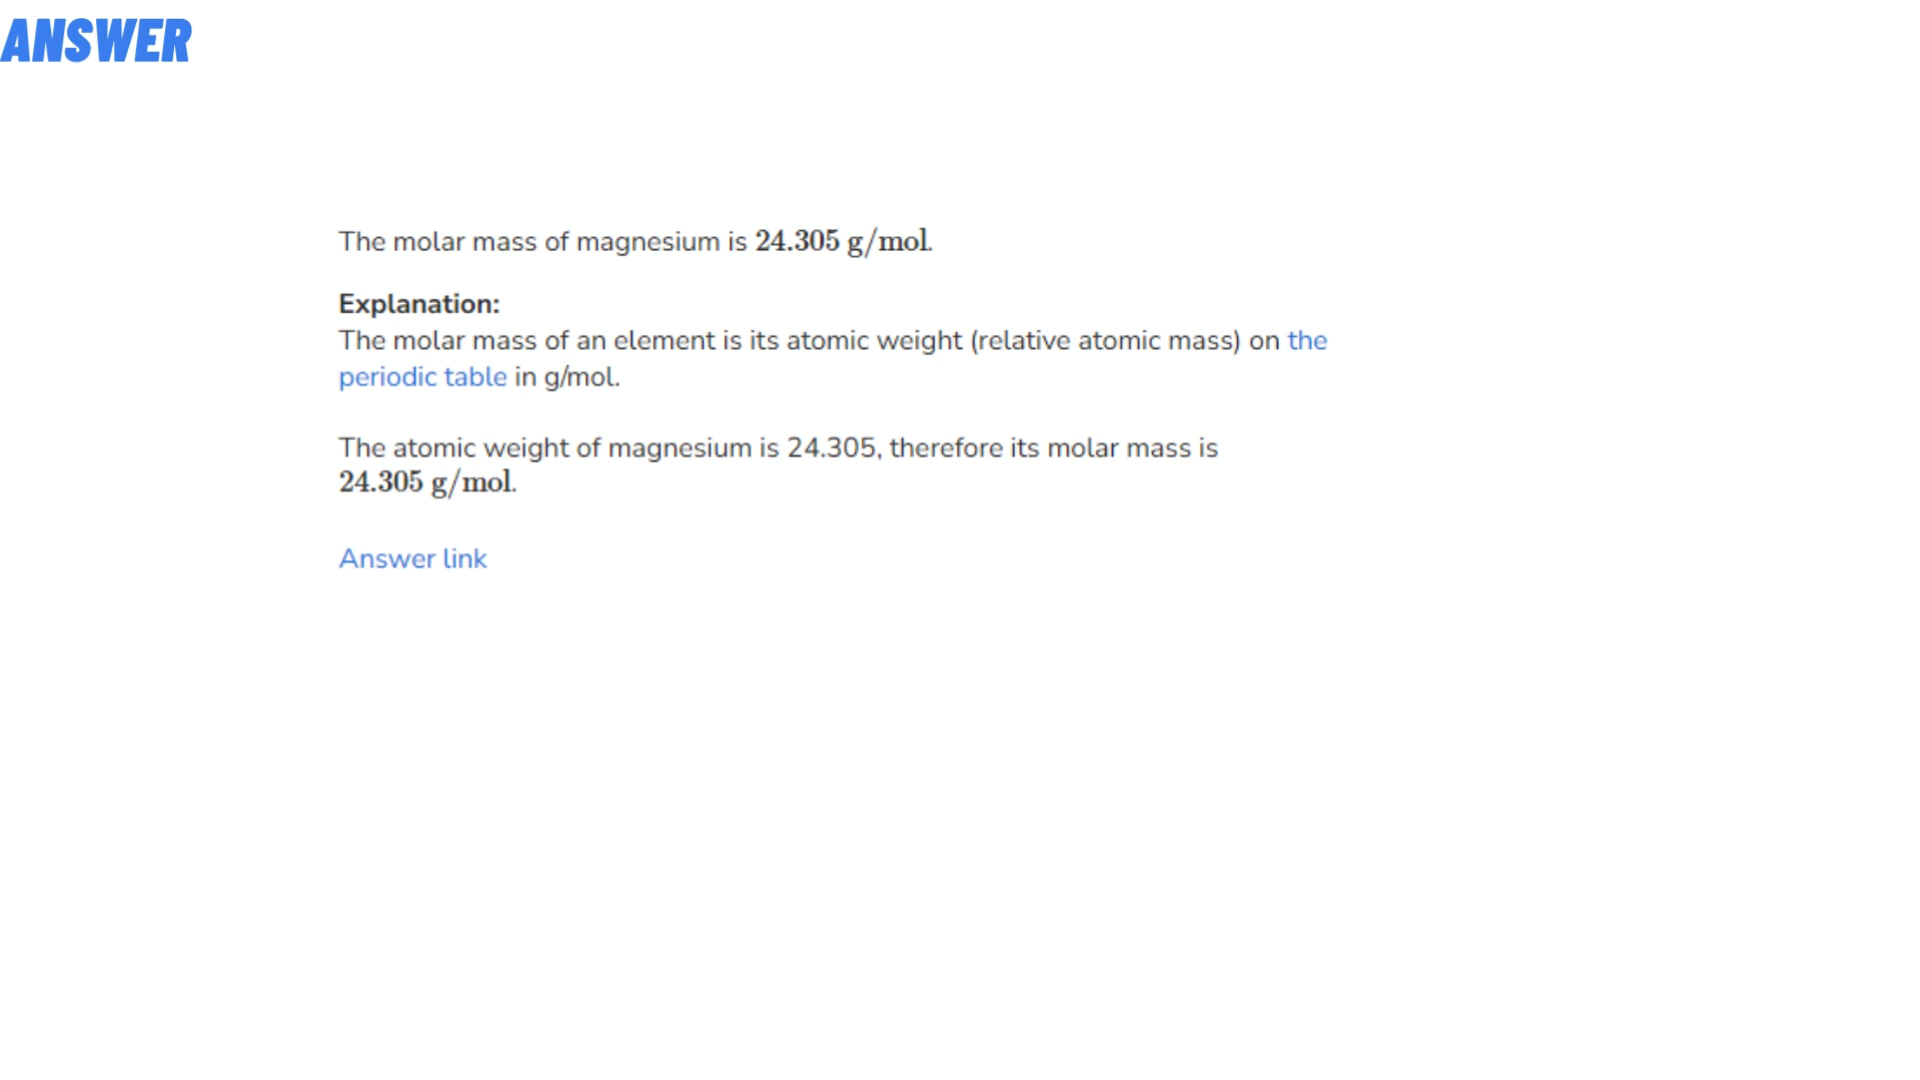 ANSWER
The molar mass of magnesium is 24.305 g/mol.
Explanation:
The molar mass of an element is its atomic weight (relative atomic mass) on the
periodic table in g/mol.
The atomic weight of magnesium is 24.305, therefore its molar mass is
24.305 g/mol.
Answer link